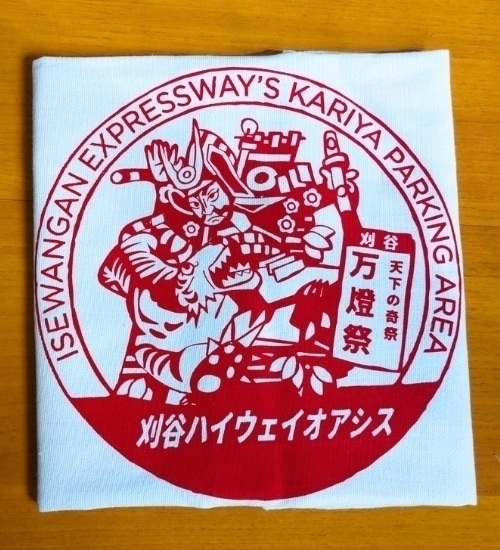 ISEWANGAN EXPRESSWAY'S KARIYA PARKING AREA
刈谷
天下の奇祭
万燈祭
刈谷ハイウェイオアシス